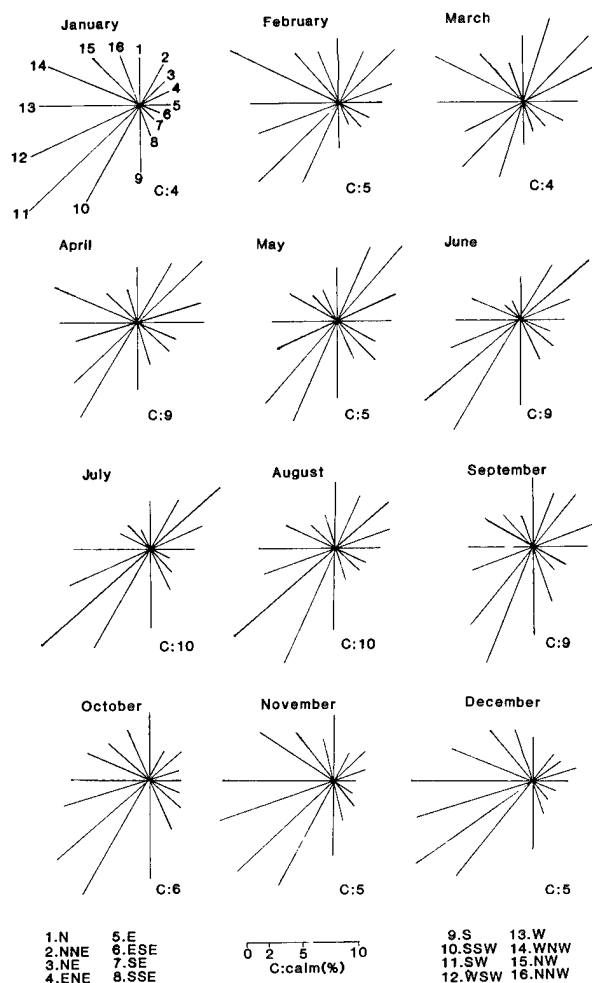 January
February
March
16 1
15 2
14 3
4
13 5
6
7
12 8
9
11 10
C:4
C:5
C:4
April
May
June
C:9
C:5
C:9
July
August
September
C:10
C:10
C:9
October
November
December
C:6
C:5
C:5
1.N 5.E
2.NNE 6.ESE
3.NE 7.SE
4.ENE 8.SSE
0 2 5 10
C:calm(%)
9.S 13.W
10.SSW 14.WNW
11.SW 15.NW
12.WSW 16.NNW